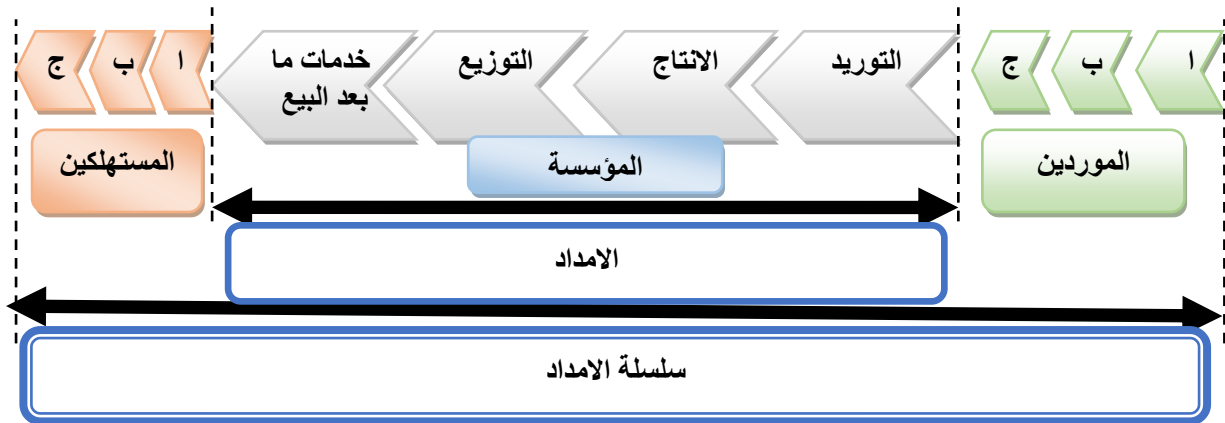 ا
ب
ج
التوريد
الانتاج
التوزيع
خدمات ما
بعد البيع
ا
ب
ج
الموردين
المؤسسة
المستهلكين
الامداد
سلسلة الامداد